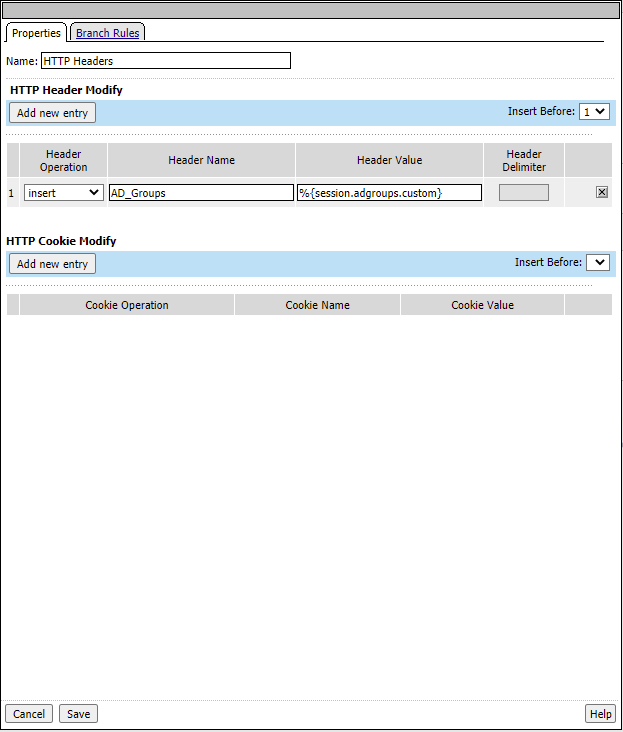 Properties Branch Rules
Name: HTTP Headers
HTTP Header Modify
Add new entry Insert Before: 1
Header Operation Header Name Header Value Header Delimiter
1 insert AD_Groups %{session.adgroups.custom}
HTTP Cookie Modify
Add new entry Insert Before:
Cookie Operation Cookie Name Cookie Value
Cancel Save Help